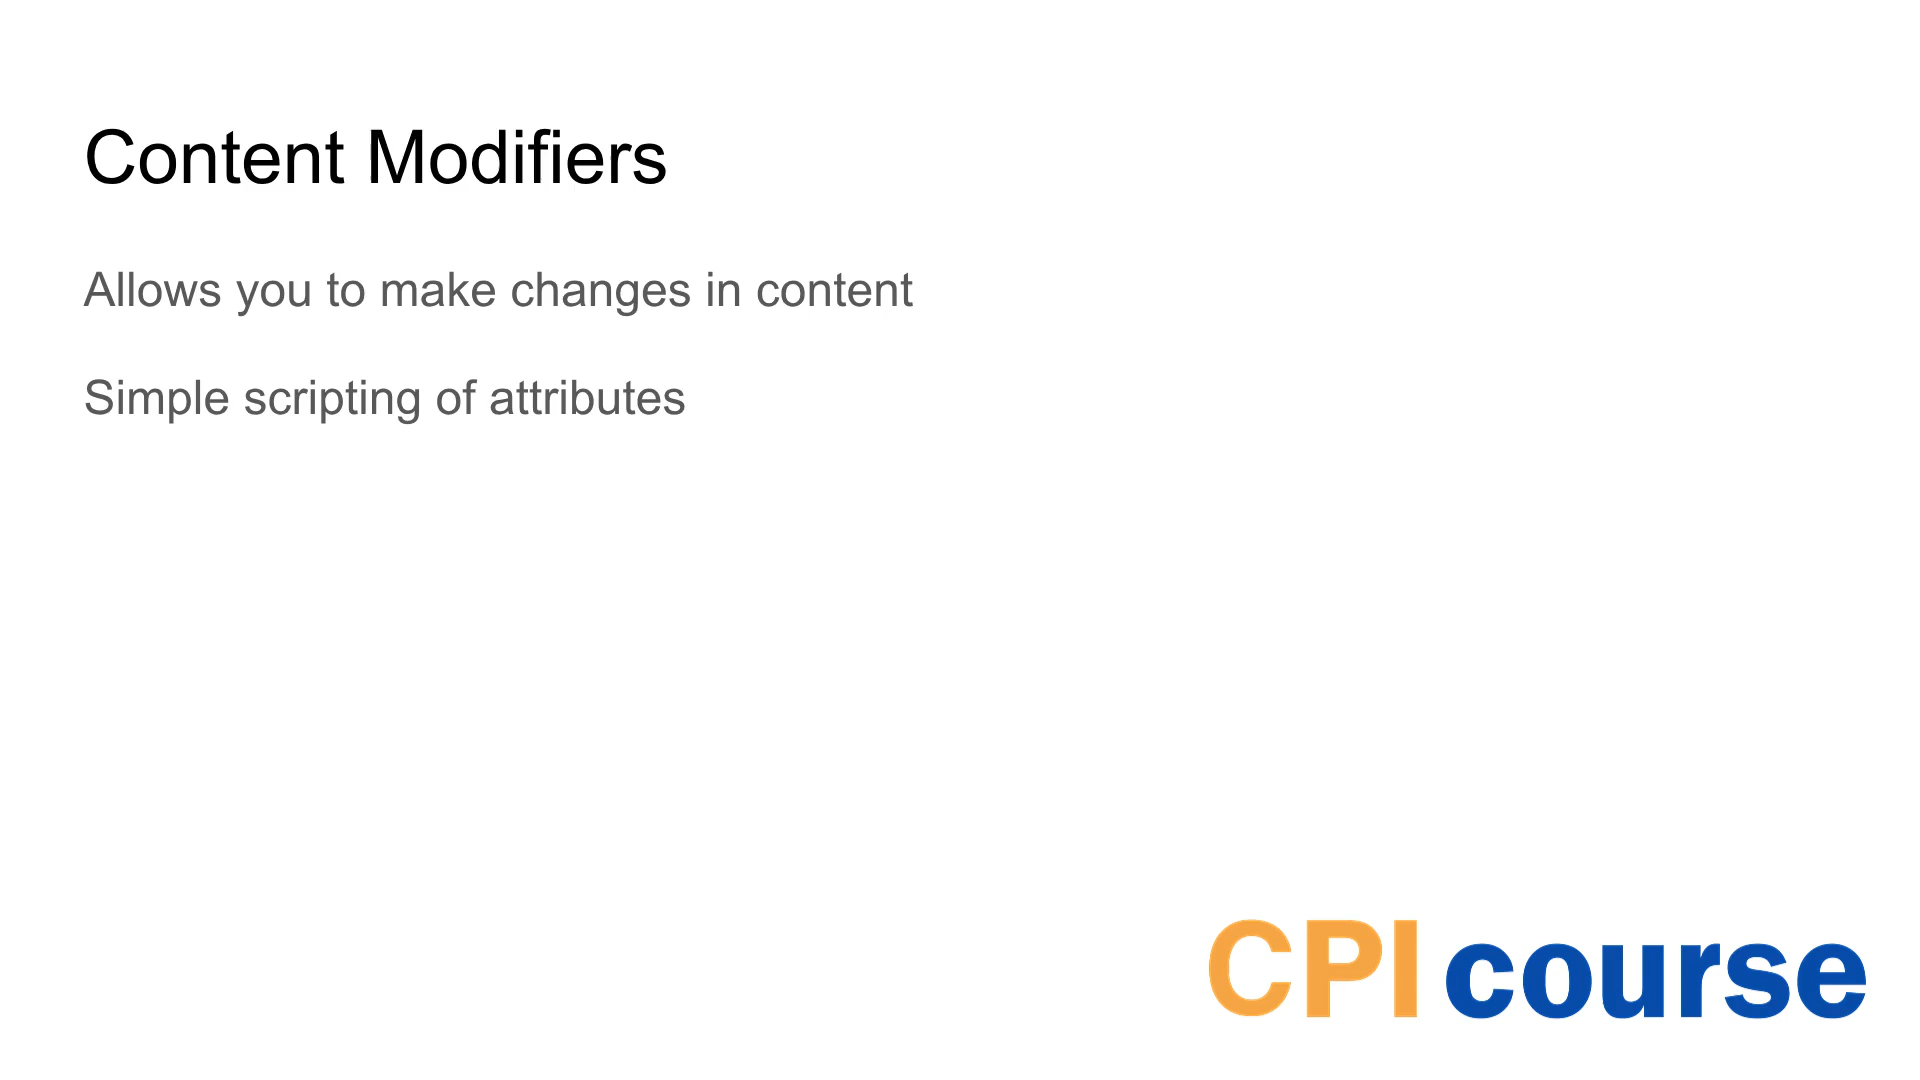 Content Modifiers
Allows you to make changes in content
Simple scripting of attributes
CPI course